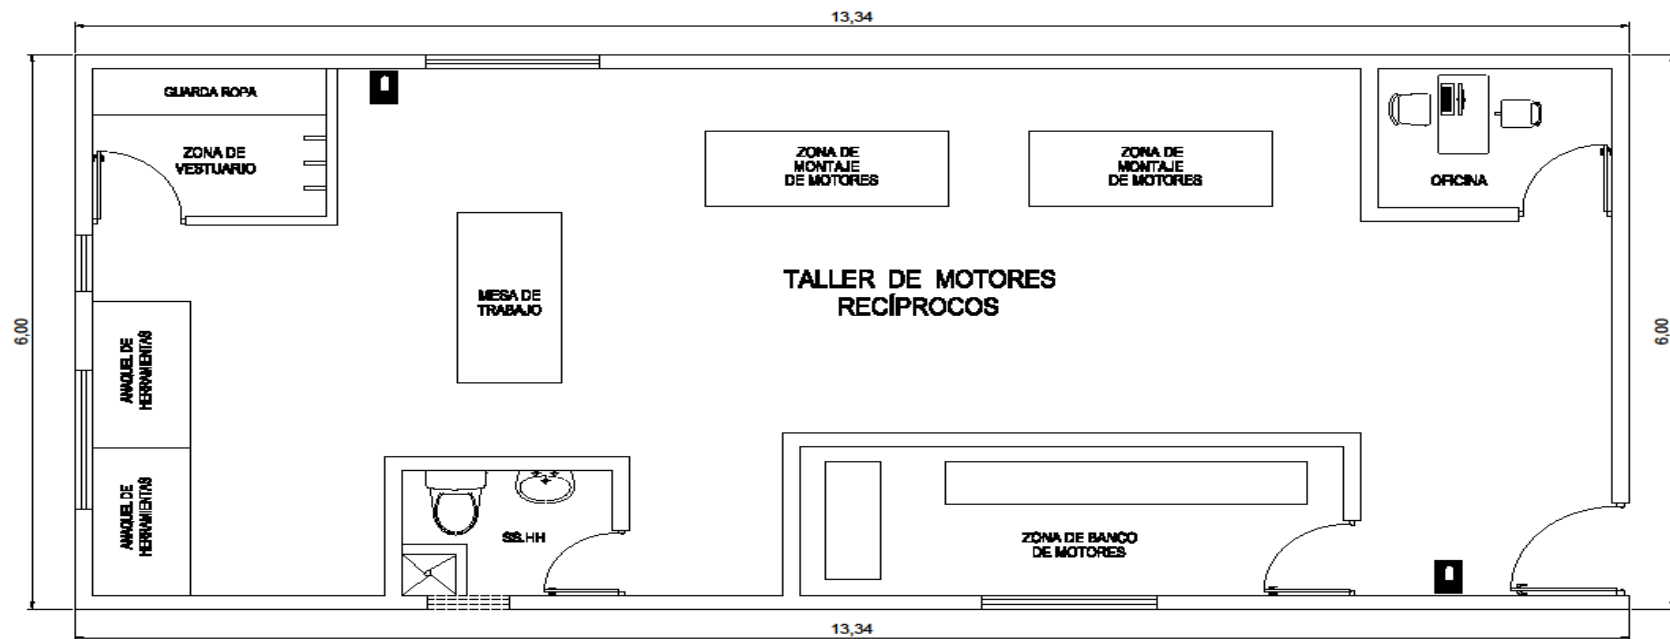 13,34
GUARDA ROPA
ZONA DE
VESTUARIO
ZONA DE
MONTAJE
DE MOTORES
ZONA DE
MONTAJE
DE MOTORES
OFICINA
TALLER DE MOTORES
RECÍPROCOS
MESA DE
TRABAJO
6,00
6,00
ANAQUEL DE
HERRAMIENTAS
ANAQUEL DE
HERRAMIENTAS
SS.HH
ZONA DE BANCO
DE MOTORES
13,34